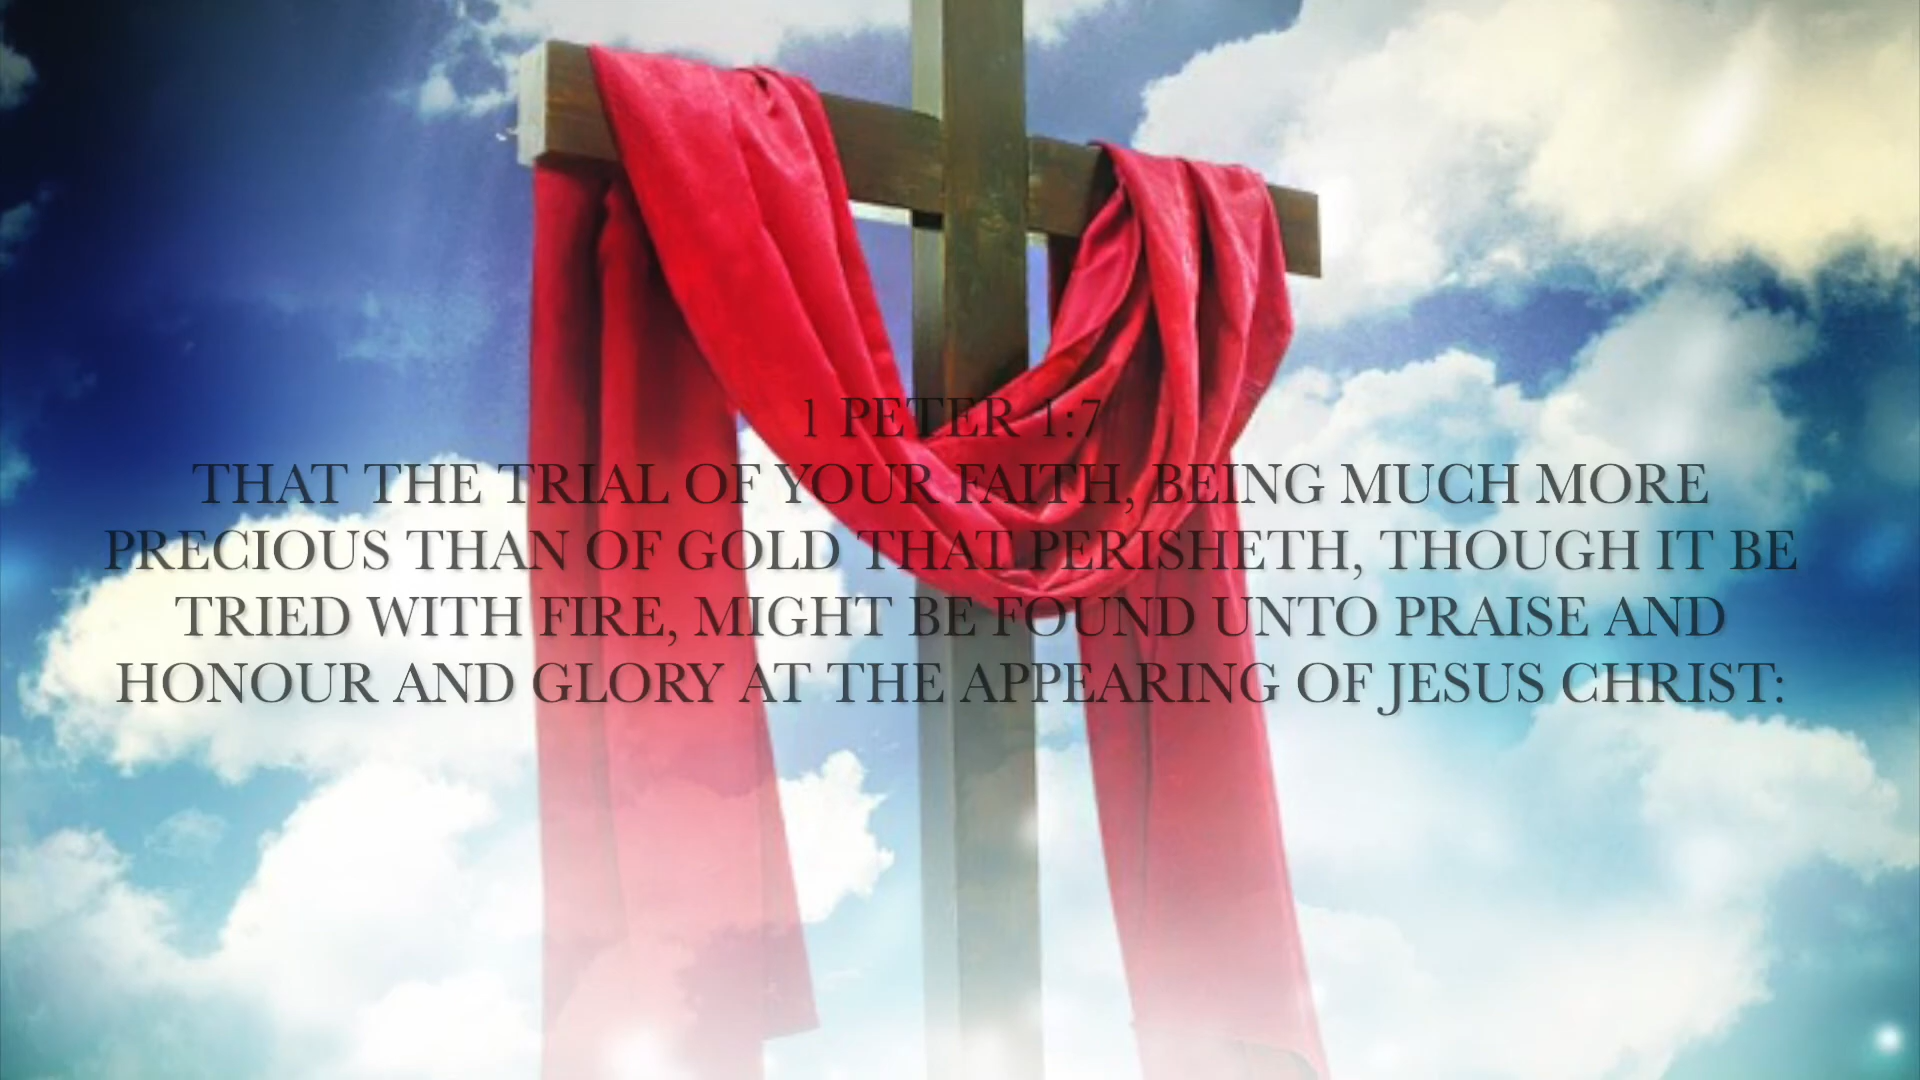 1 PETER 1:7
THAT THE TRIAL OF YOUR FAITH, BEING MUCH MORE
PRECIOUS THAN OF GOLD THAT PERISHETH, THOUGH IT BE
TRIED WITH FIRE, MIGHT BE FOUND UNTO PRAISE AND
HONOUR AND GLORY AT THE APPEARING OF JESUS CHRIST: